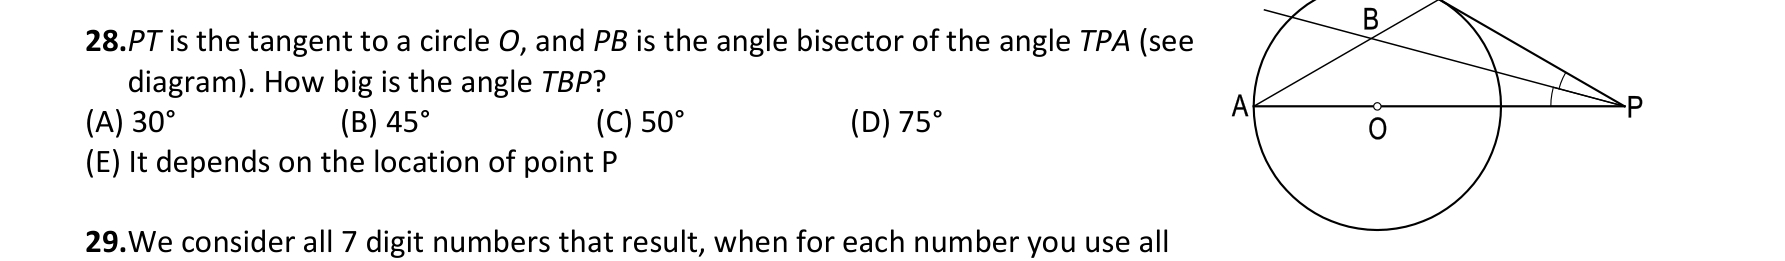 28.PT is the tangent to a circle O, and PB is the angle bisector of the angle TPA (see
diagram). How big is the angle TBP?
(A) 30° (B) 45° (C) 50° (D) 75°
(E) It depends on the location of point P
B
A
P
O
29.We consider all 7 digit numbers that result, when for each number you use all